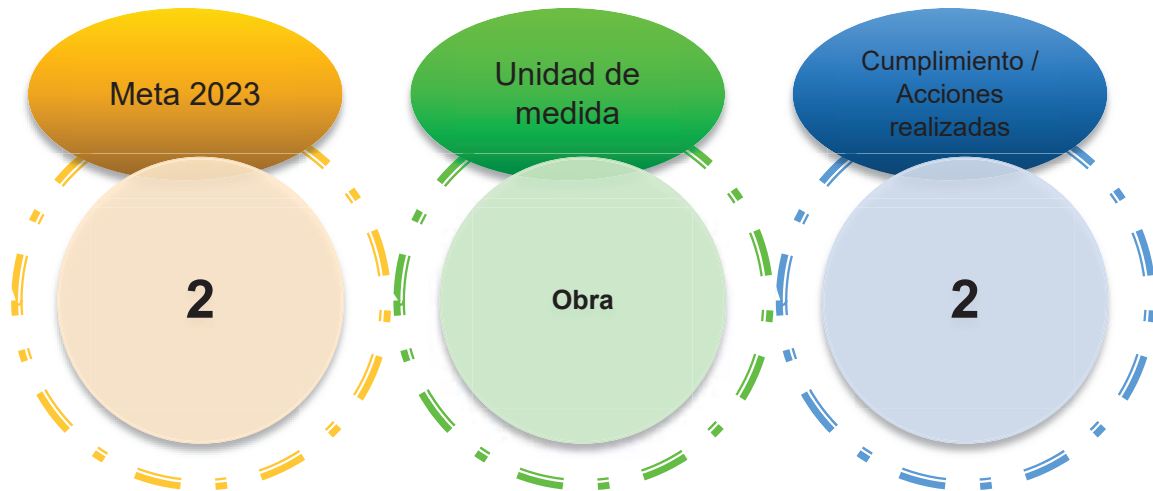 Meta 2023
2
Unidad de
medida
Obra
Cumplimiento /
Acciones
realizadas
2